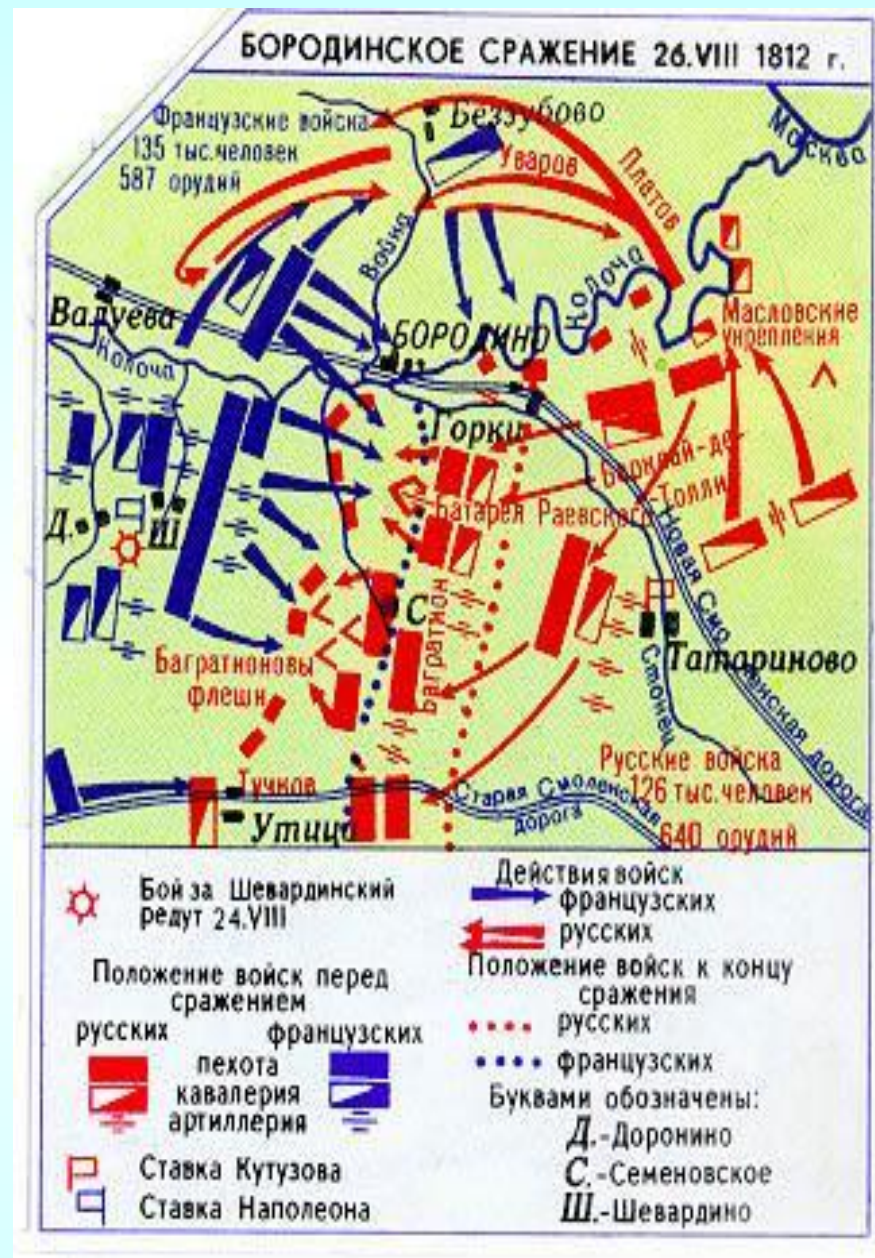 БОРОДИНСКОЕ СРАЖЕНИЕ 26.VIII 1812 г.
Французские войска
135 тыс.человек
587 орудий
Беззубово
Уваров
Платов
Москва
Война
Колоча
Валуева
Колоча
БОРОДИНО
Масловские
укрепления
Горки
Барклай-де-
Толли
Батарея Раевского
Д.
Ш
С
Багратион
Багратионовы
флеши
Татариново
Стонец
Новая Смоленская дорога
Русские войска
126 тыс.человек
640 орудий
Тучков
Утица
Старая Смоленская
дорога
Бой за Шевардинский
редут 24.VIII
Положение войск перед
сражением
русских французских
пехота
кавалерия
артиллерия
Ставка Кутузова
Ставка Наполеона
Действия войск
французских
русских
Положение войск к концу
сражения
русских
французских
Буквами обозначены:
Д.-Доронино
С.-Семеновское
Ш.-Шевардино